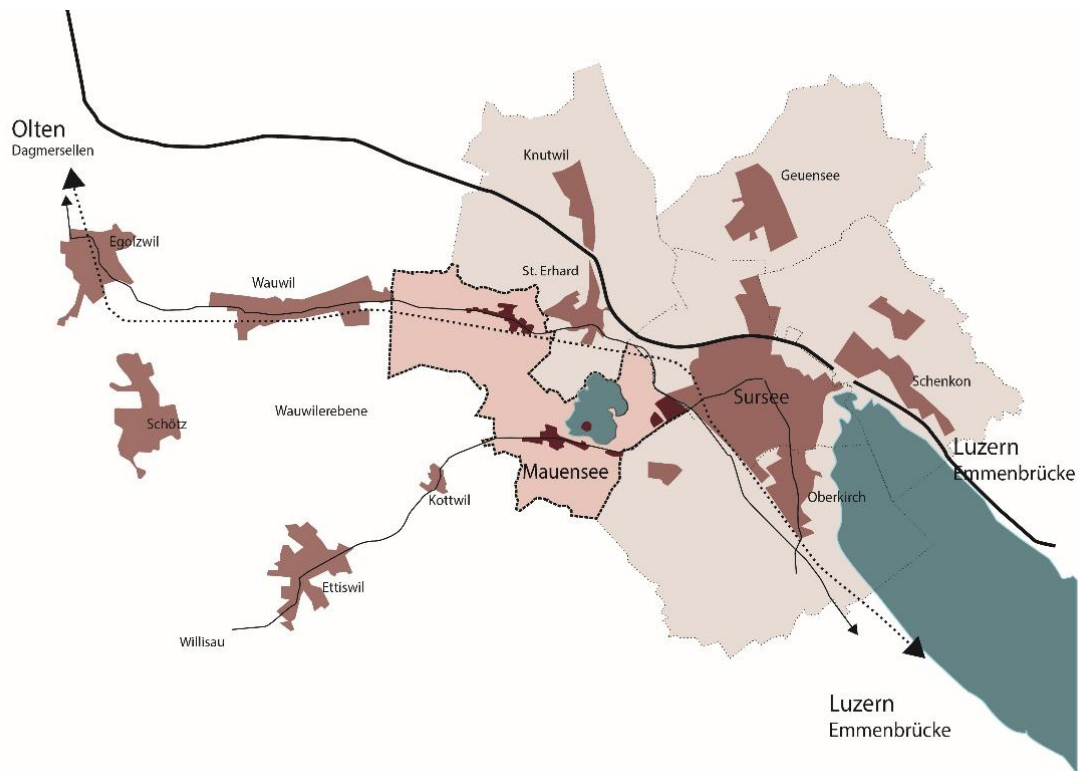 Olten
Dagmersellen
Knutwil
Geuensee
Egolzwil
St. Erhard
Wauwil
Schenkon
Sursee
Wauwilerebene
Schötz
Luzern
Emmenbrücke
Mauensee
Kottwil
Oberkirch
Ettiswil
Willisau
Luzern
Emmenbrücke